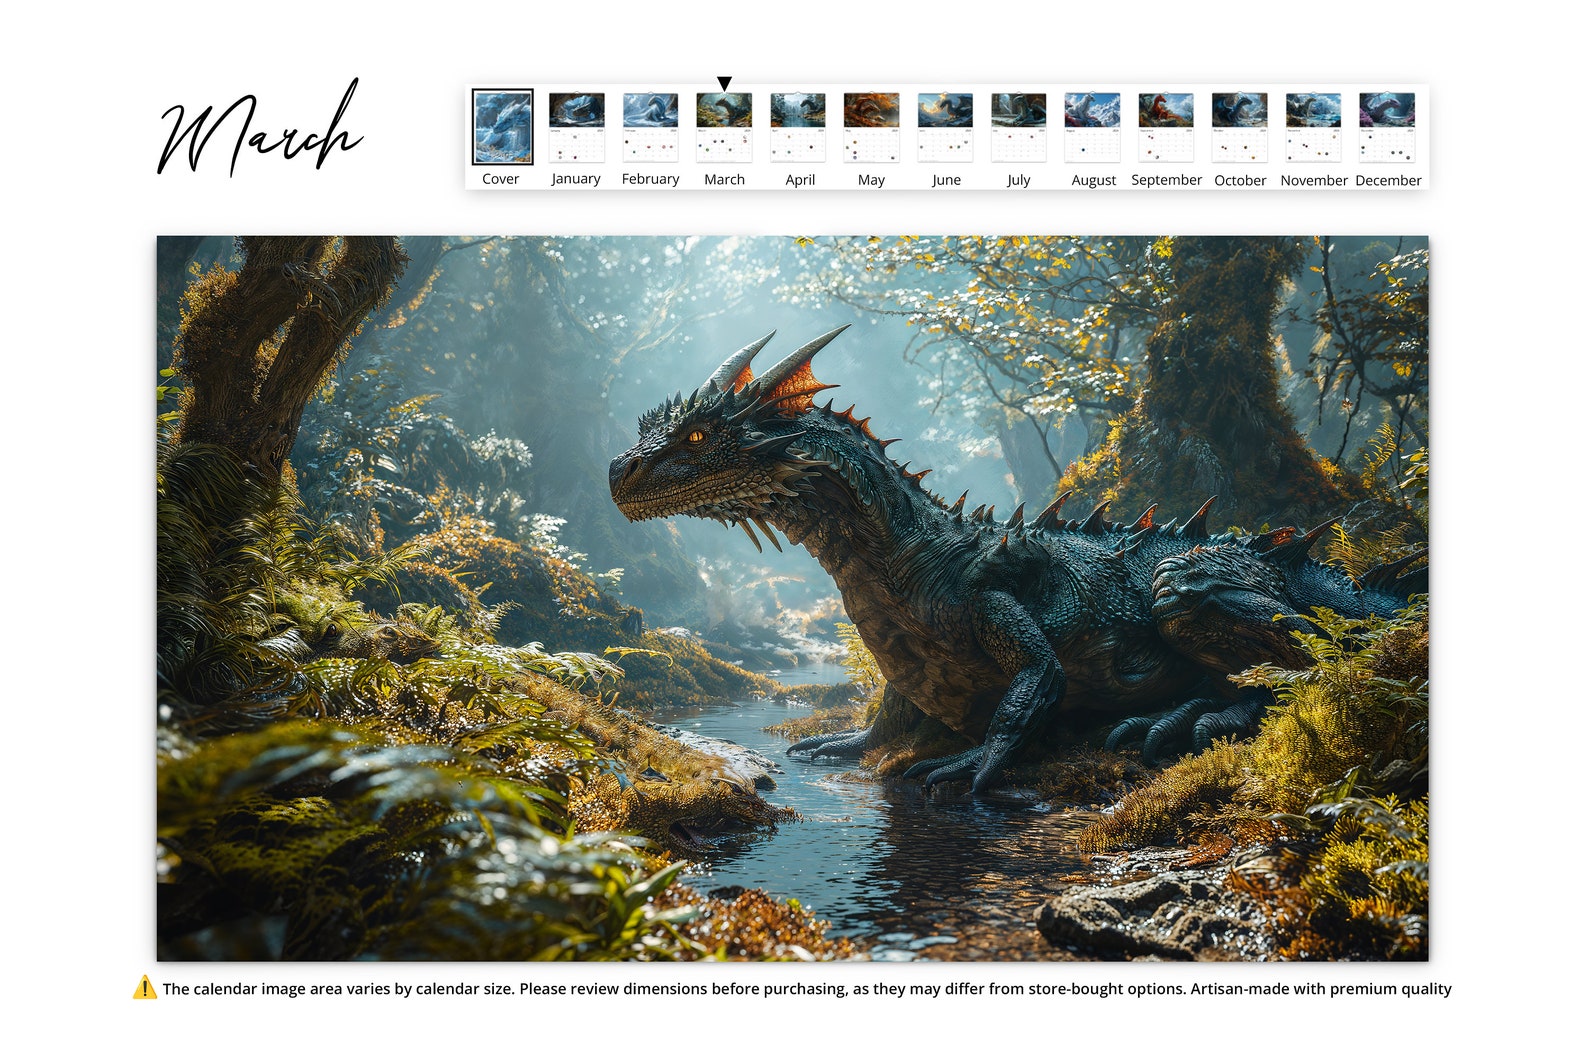 March
Cover January February March April May June July August September October November December
The calendar image area varies by calendar size. Please review dimensions before purchasing, as they may differ from store-bought options. Artisan-made with premium quality